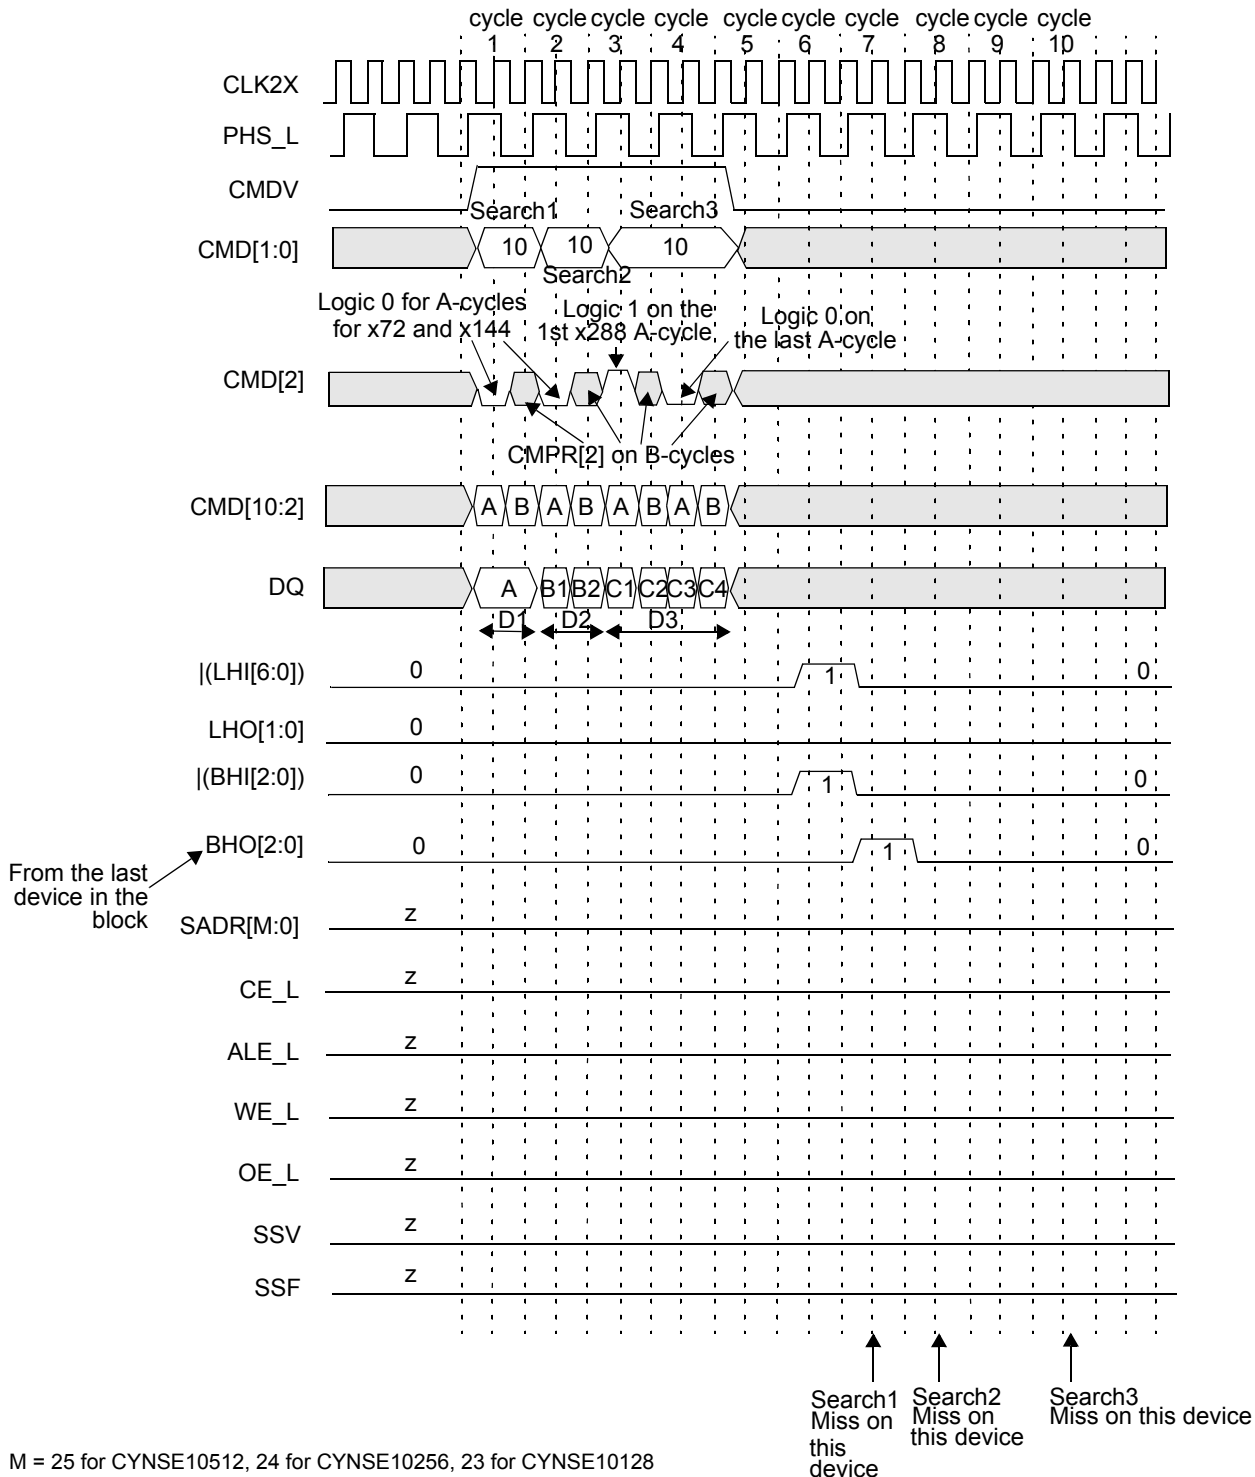 cycle cycle cycle cycle cycle cycle cycle cycle cycle cycle
1 2 3 4 5 6 7 8 9 10
CLK2X
PHS_L
CMDV
Search1 Search3
CMD[1:0] 10 10 10
Search2
Logic 0 for A-cycles
for x72 and x144
Logic 1 on the
1st x288 A-cycle
Logic 0 on
the last A-cycle
CMD[2]
CMPR[2] on B-cycles
CMD[10:2] A B A B A B A B
DQ A B1 B2 C1 C2 C3 C4
D1 D2 D3
|(LHI[6:0]) 0 1 0
LHO[1:0] 0
|(BHI[2:0]) 0 1 0
BHO[2:0] 0 1 0
From the last
device in the
block
SADR[M:0] z
CE_L z
ALE_L z
WE_L z
OE_L z
SSV z
SSF z
Search1
Miss on
this
device
Search2
Miss on
this device
Search3
Miss on this device
M = 25 for CYNSE10512, 24 for CYNSE10256, 23 for CYNSE10128